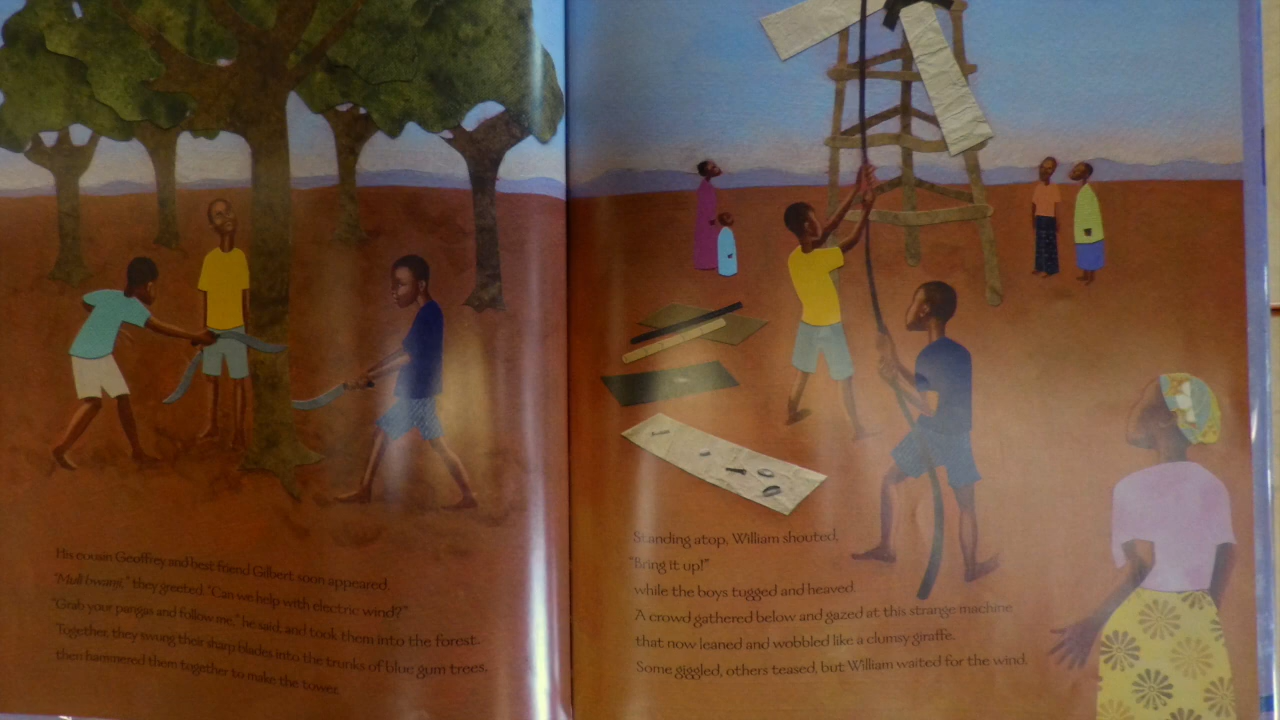 His cousin Geoffrey and best friend Gilbert soon appeared.
"Muli bwanji," they greeted. "Can we help with electric wind?"
"Grab your pangas and follow me," he said, and took them into the forest.
Together, they swung their sharp blades into the trunks of blue gum trees,
then hammered them together to make the tower.
Standing atop, William shouted,
"Bring it up!"
while the boys tugged and heaved.
A crowd gathered below and gazed at this strange machine
that now leaned and wobbled like a clumsy giraffe.
Some giggled, others teased, but William waited for the wind.